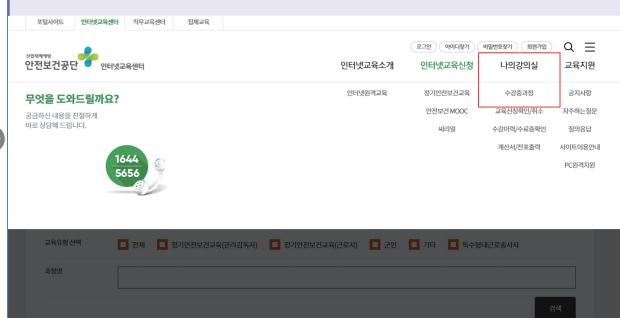 포털사이트 인터넷교육센터 직무교육센터 집체교육
로그인 아이디찾기 비밀번호찾기 회원가입
산업재해예방
안전보건공단 인터넷교육센터
인터넷교육소개 인터넷교육신청 나의강의실 교육지원
무엇을 도와드릴까요?
궁금하신 내용을 친절하게
바로 상담해 드립니다.
1644
5656
인터넷원격교육 정기안전보건교육 수강중과정 공지사항
안전보건 MOOC 교육신청확인/취소 자주하는질문
씨리얼 수강이력/수료증확인 질의응답
계산서/전표출력 사이트이용안내
PC원격지원
교육유형 선택 전체 정기안전보건교육(관리감독자) 정기안전보건교육(근로자) 군인 기타 특수형태근로종사자
과정명
검색